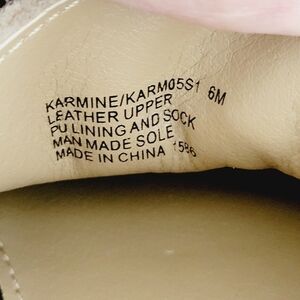 KARMINE/KARM05S1 6M
LEATHER UPPER
PU LINING AND SOCK
MAN MADE SOLE
MADE IN CHINA 1586